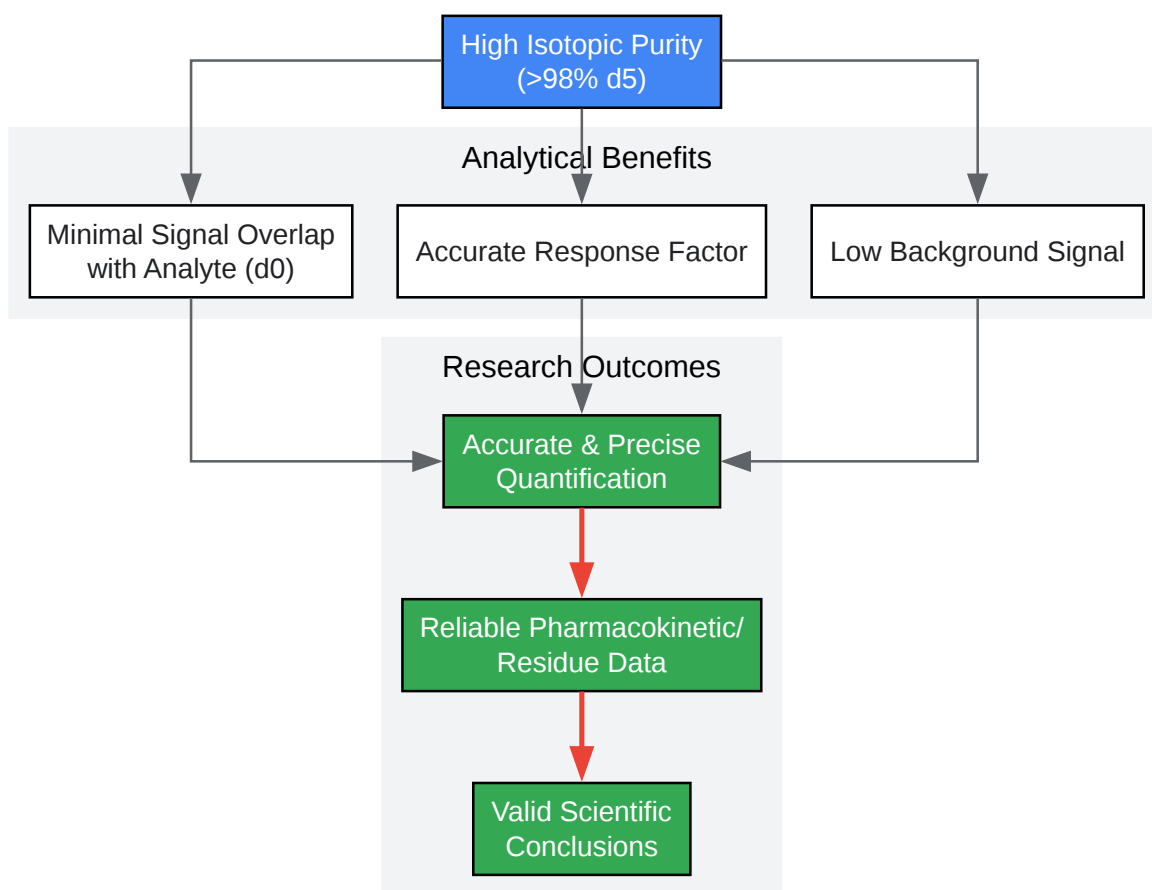 High Isotopic Purity
(>98% d5)
Analytical Benefits
Minimal Signal Overlap
with Analyte (d0)
Accurate Response Factor
Low Background Signal
Research Outcomes
Accurate & Precise
Quantification
Reliable Pharmacokinetic/
Residue Data
Valid Scientific
Conclusions